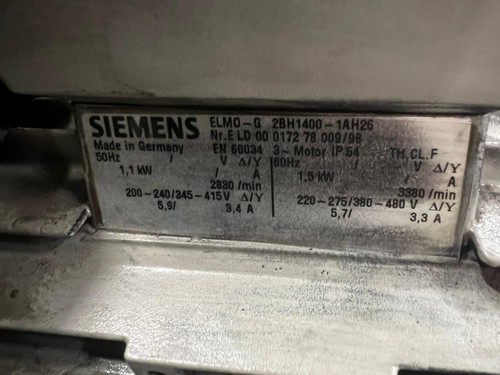 SIEMENS ELMO-G 2BH1400-1AH26
Nr.E LD 00 0172 76 009/98
Made in Germany EN 60034 3~Motor IP 54 TH.CL.F
50Hz / V Δ/Y 60Hz / V Δ/Y
1,1 kW / A 1,5 kW / A
2830 /min 3380 /min
200-240/345-415V Δ/Y 220-275/380-480 V Δ/Y
5,9/ 3,4 A 5,7/ 3,3 A